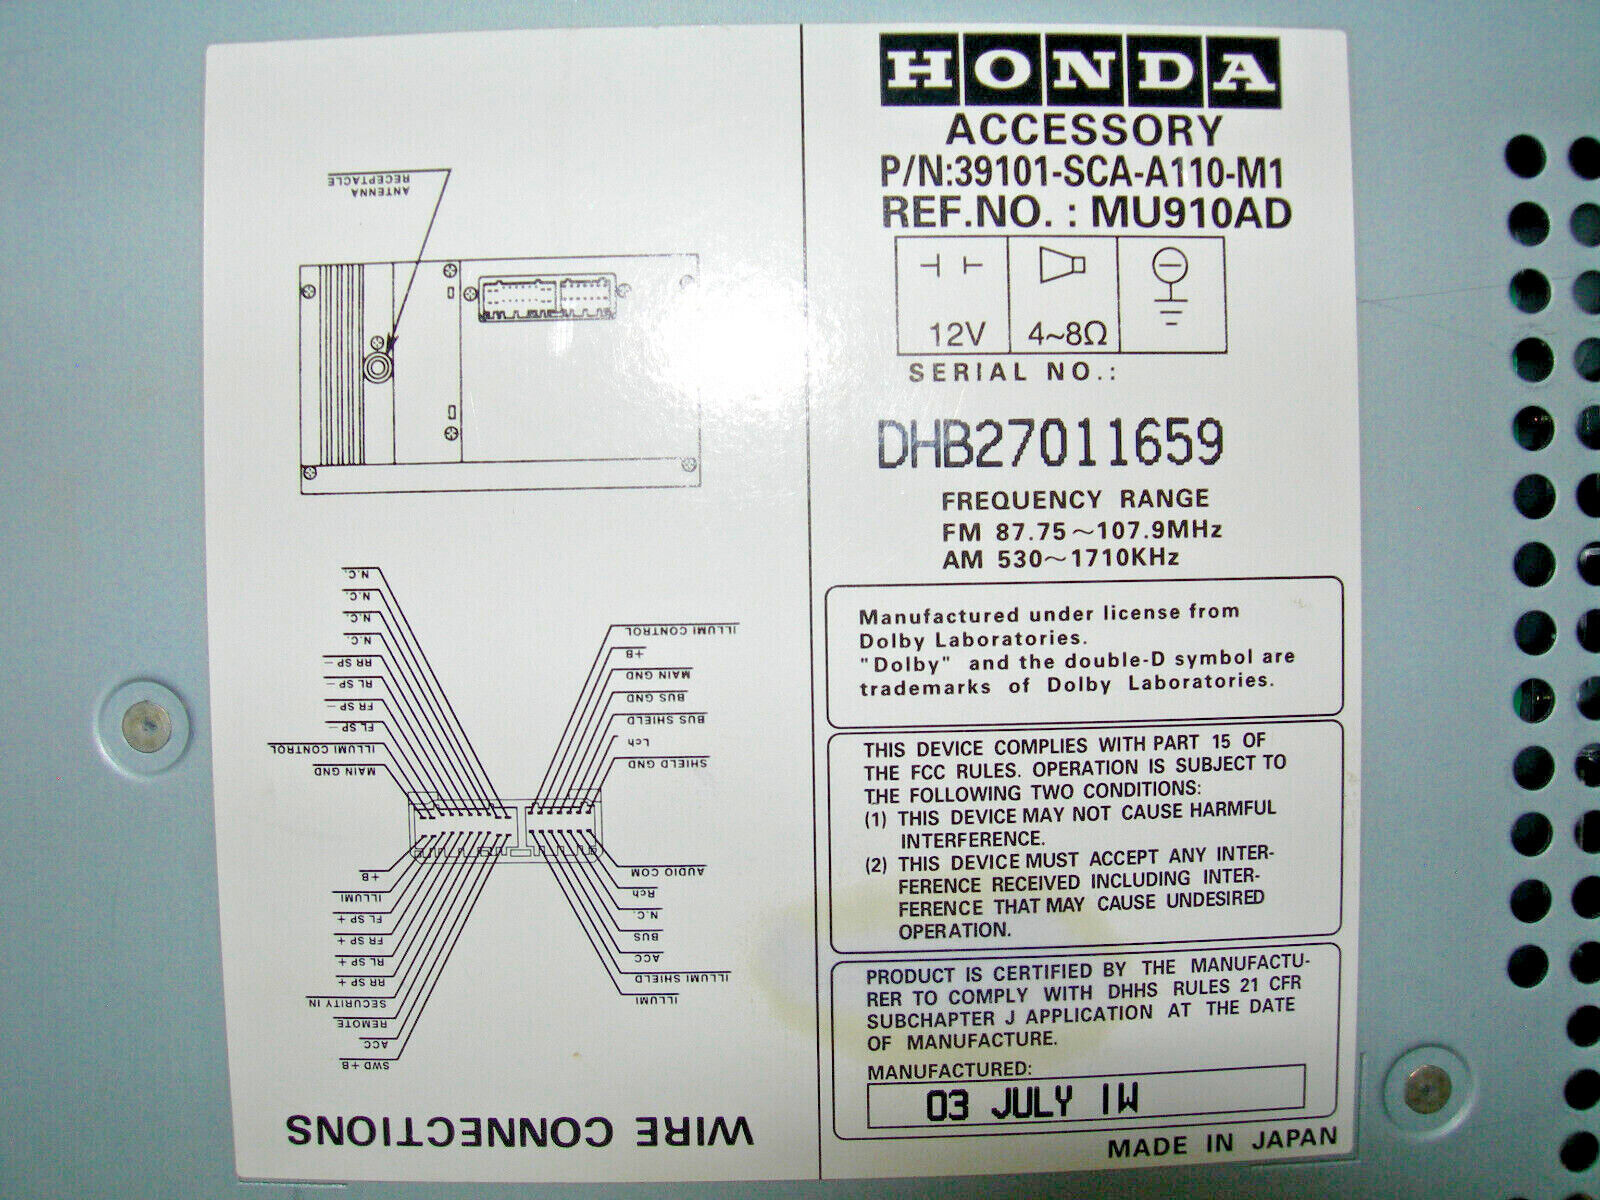 HONDA
ACCESSORY
P/N:39101-SCA-A110-M1
REF.NO. : MU910AD
12V
4~8Ω
SERIAL NO.:
DHB27011659
FREQUENCY RANGE
FM 87.75~107.9MHz
AM 530~1710KHz
Manufactured under license from
Dolby Laboratories.
"Dolby" and the double-D symbol are
trademarks of Dolby Laboratories.
THIS DEVICE COMPLIES WITH PART 15 OF
THE FCC RULES. OPERATION IS SUBJECT TO
THE FOLLOWING TWO CONDITIONS:
(1) THIS DEVICE MAY NOT CAUSE HARMFUL
INTERFERENCE.
(2) THIS DEVICE MUST ACCEPT ANY INTER-
FERENCE RECEIVED INCLUDING INTER-
FERENCE THAT MAY CAUSE UNDESIRED
OPERATION.
PRODUCT IS CERTIFIED BY THE MANUFACTU-
RER TO COMPLY WITH DHHS RULES 21 CFR
SUBCHAPTER J APPLICATION AT THE DATE
OF MANUFACTURE.
MANUFACTURED:
03 JULY 1W
MADE IN JAPAN
WIRE CONNECTIONS
SWD +B
ACC
REMOTE
SECURITY IN
RR SP +
RL SP +
FR SP +
FL SP +
ILLUMI
+B
ILLUMI
ILLUMI SHIELD
ACC
BUS
N.C.
Rch
AUDIO COM
MAIN GND
ILLUMI CONTROL
FL SP -
FR SP -
RL SP -
RR SP -
N.C.
N.C.
N.C.
N.C.
SHIELD GND
Lch
BUS SHIELD
BUS GND
MAIN GND
+B
ILLUMI CONTROL
ANTENNA
RECEPTACLE